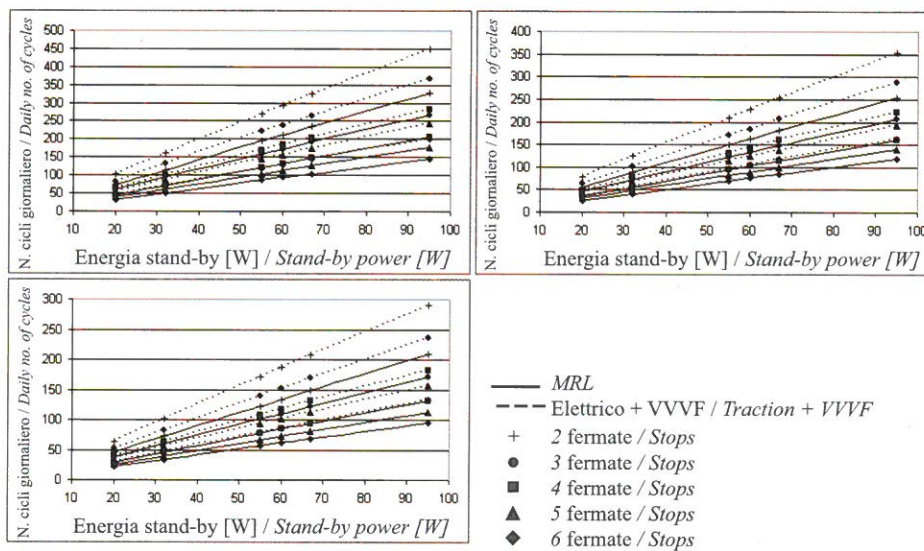 500
450
400
350
300
250
200
150
100
50
0
10 20 30 40 50 60 70 80 90 100
N. cicli giornaliero / Daily no. of cycles
Energia stand-by [W] / Stand-by power [W]
400
350
300
250
200
150
100
50
0
10 20 30 40 50 60 70 80 90 100
N. cicli giornaliero / Daily no. of cycles
Energia stand-by [W] / Stand-by power [W]
300
250
200
150
100
50
0
10 20 30 40 50 60 70 80 90 100
N. cicli giornaliero / Daily no. of cycles
Energia stand-by [W] / Stand-by power [W]
MRL
Elettrico + VVVF / Traction + VVVF
2 fermate / Stops
3 fermate / Stops
4 fermate / Stops
5 fermate / Stops
6 fermate / Stops